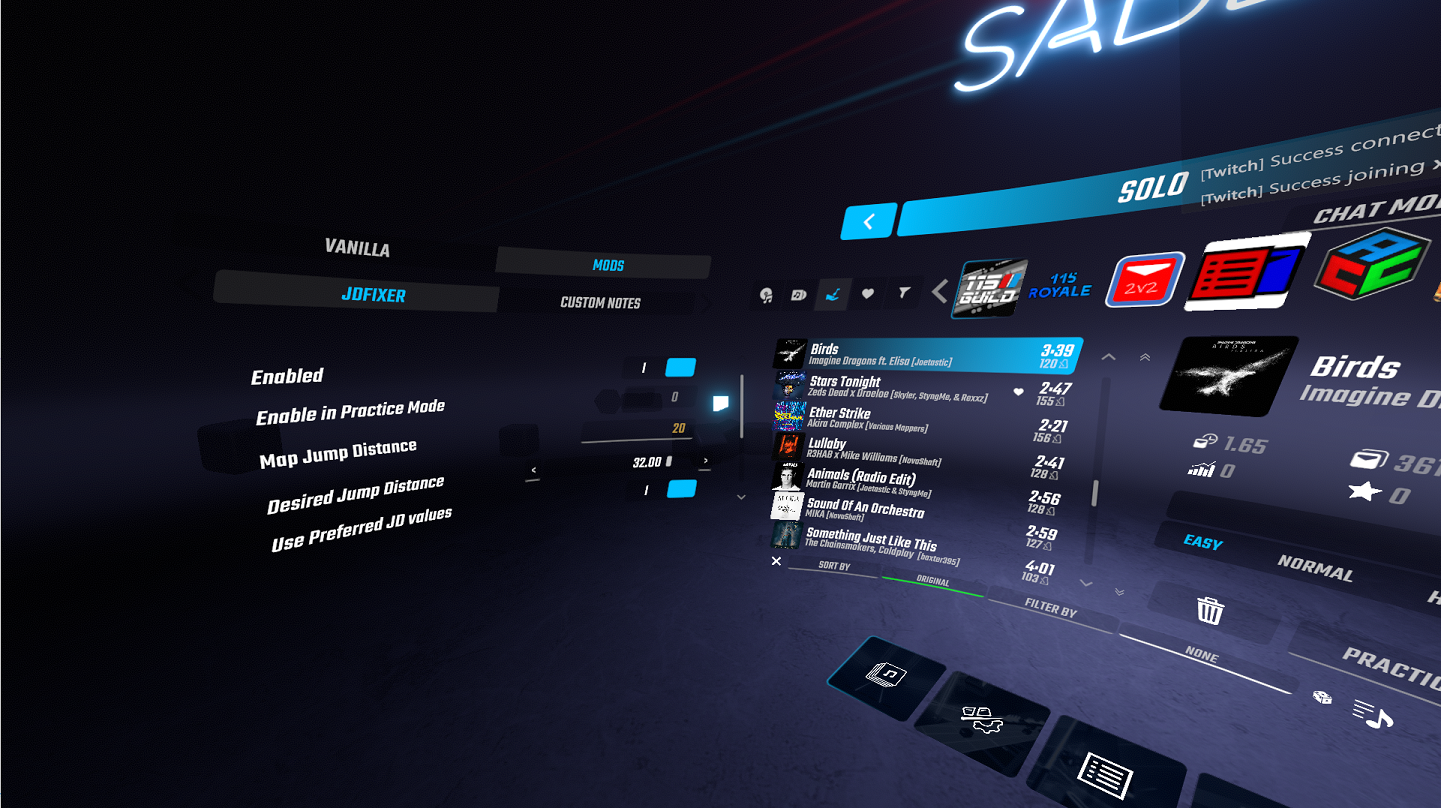 SABE
SOLO
[Twitch] Success connect
[Twitch] Success joining x
CHAT MO
VANILLA
MODS
JDFIXER
CUSTOM NOTES
Enabled
I
Enable in Practice Mode
0
Map Jump Distance
20
Desired Jump Distance
< 32.00 >
Use Preferred JD values
I
115
GUILD
115
ROYALE
2v2
A
C
C
Birds
Imagine Dragons ft. Elisa [Joetastic]
3:39
120
Stars Tonight
Zeds Dead x Droeloe [Skyler, StyngMe, & Rexxz]
2:47
155
Ether Strike
Akira Complex [Various Mappers]
2:21
156
Lullaby
R3HAB x Mike Williams [NovaShaft]
2:41
128
Animals (Radio Edit)
Martin Garrix [Joetastic & StyngMe]
2:56
128
Sound Of An Orchestra
MIKA [NovaShaft]
2:59
127
Something Just Like This
The Chainsmokers, Coldplay [baxter395]
4:01
103
SORT BY
ORIGINAL
FILTER BY
NONE
BIRDS
Birds
Imagine D
1.65
361
0
0
EASY
NORMAL
H
PRACTIC